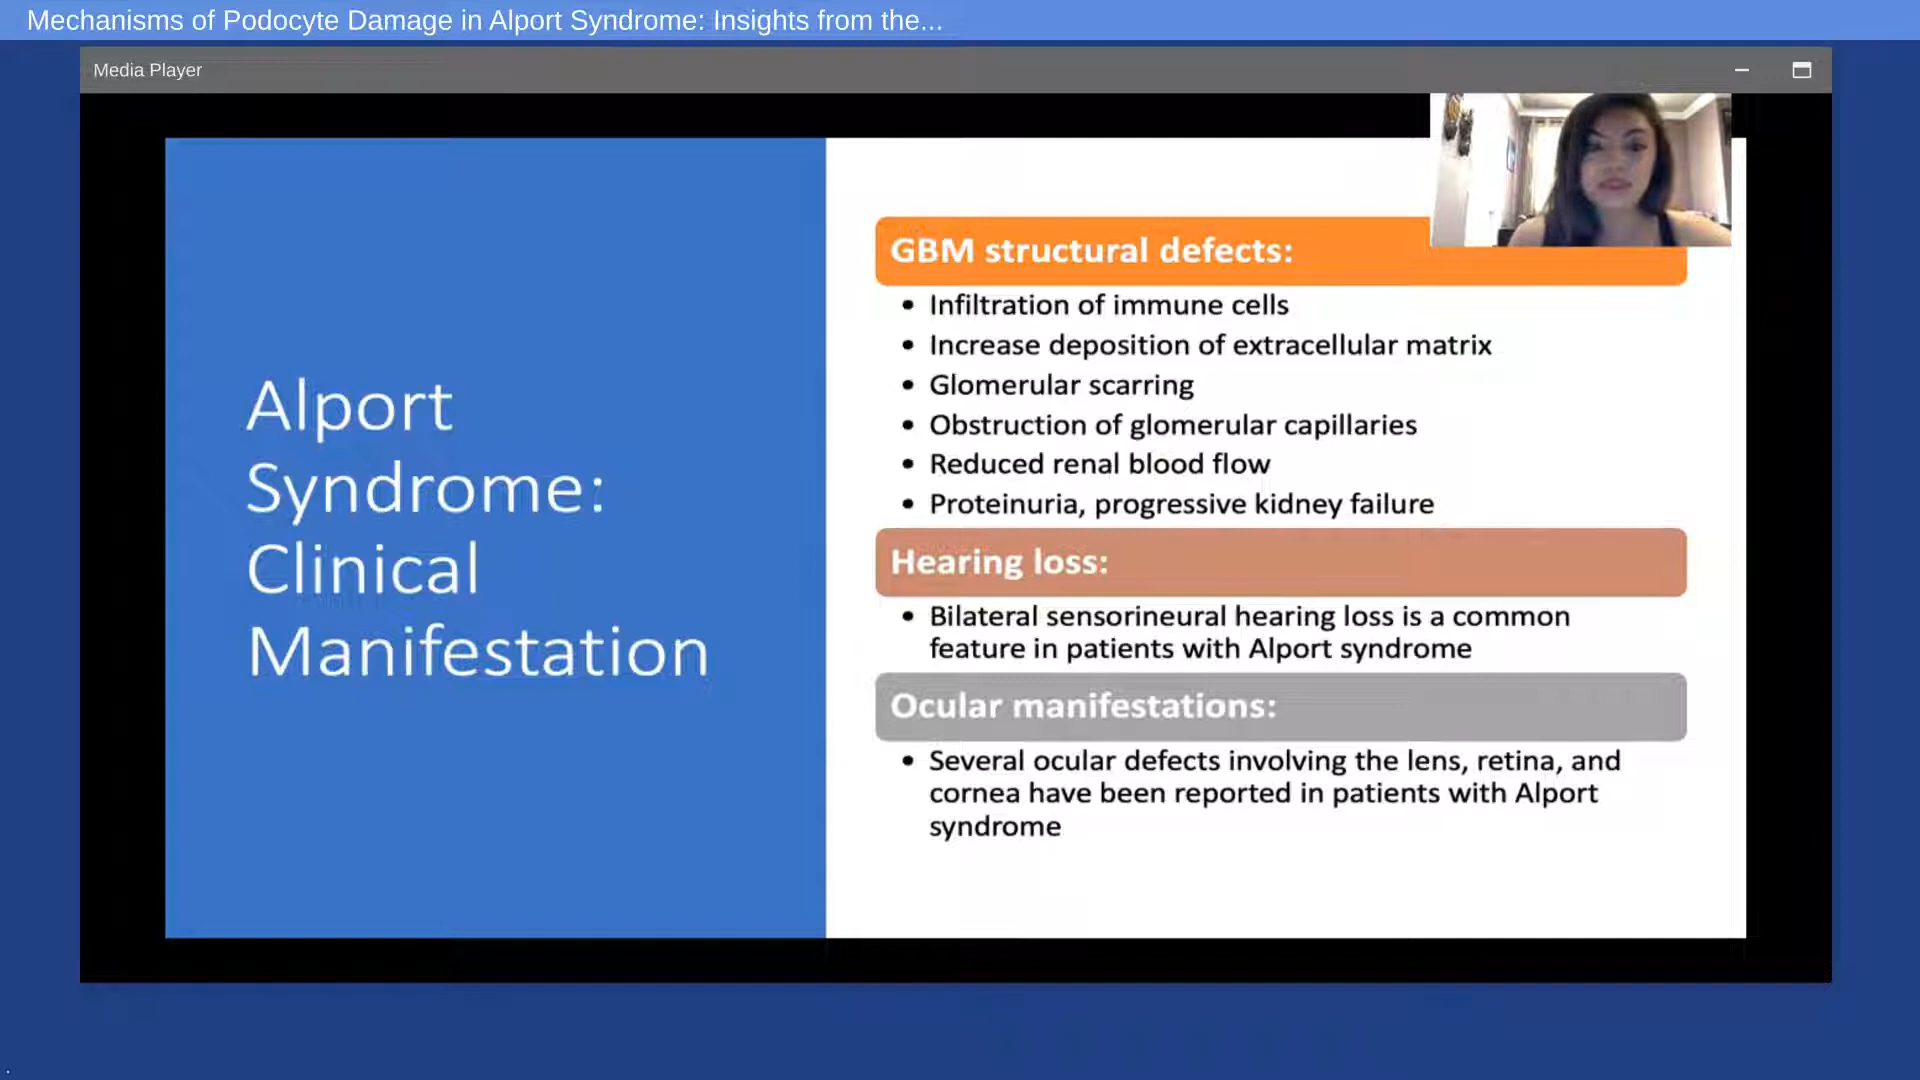 Mechanisms of Podocyte Damage in Alport Syndrome: Insights from the...
Media Player
Alport
Syndrome:
Clinical
Manifestation
GBM structural defects:
• Infiltration of immune cells
• Increase deposition of extracellular matrix
• Glomerular scarring
• Obstruction of glomerular capillaries
• Reduced renal blood flow
• Proteinuria, progressive kidney failure
Hearing loss:
• Bilateral sensorineural hearing loss is a common
feature in patients with Alport syndrome
Ocular manifestations:
• Several ocular defects involving the lens, retina, and
cornea have been reported in patients with Alport
syndrome